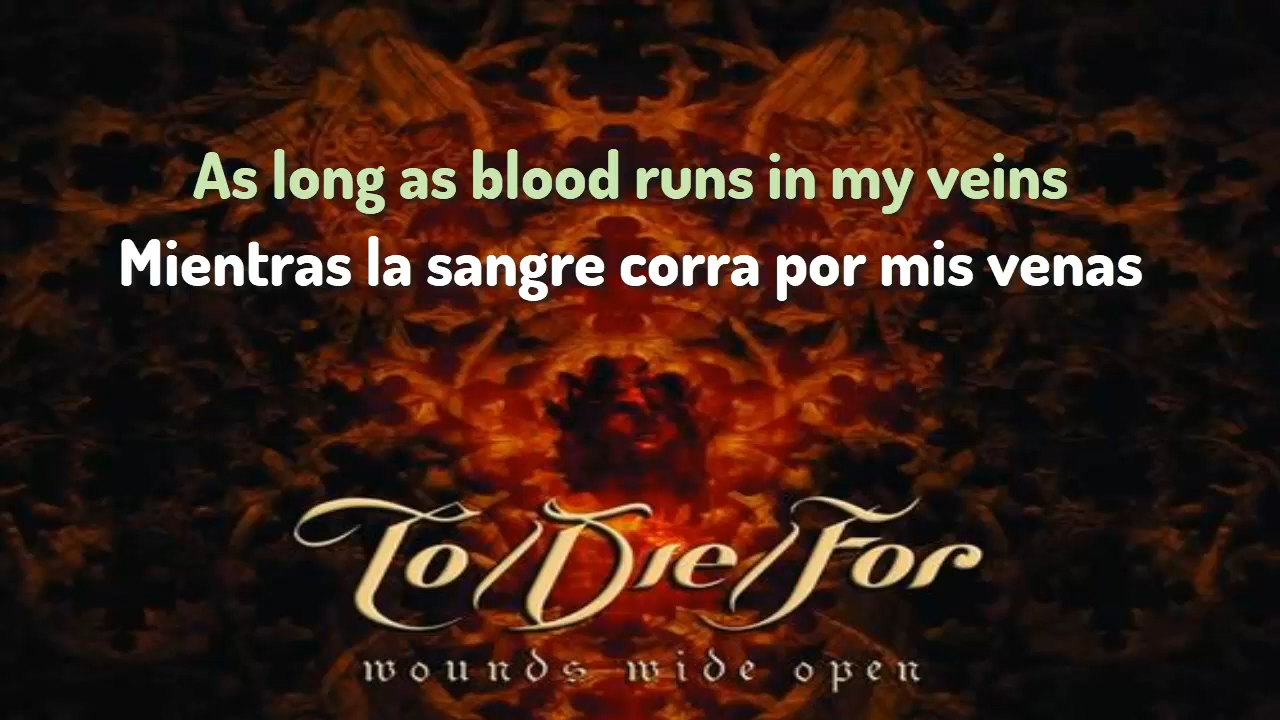 As long as blood runs in my veins
Mientras la sangre corra por mis venas
To/Die/For
wounds wide open